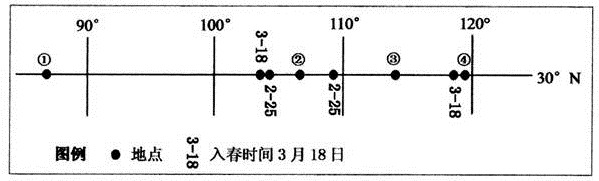 90° 100° 110° 120°
① 3-18 ② ③ ④
2-25 2-25 3-18
30° N
图例 ● 地点 3-18 入春时间3月18日